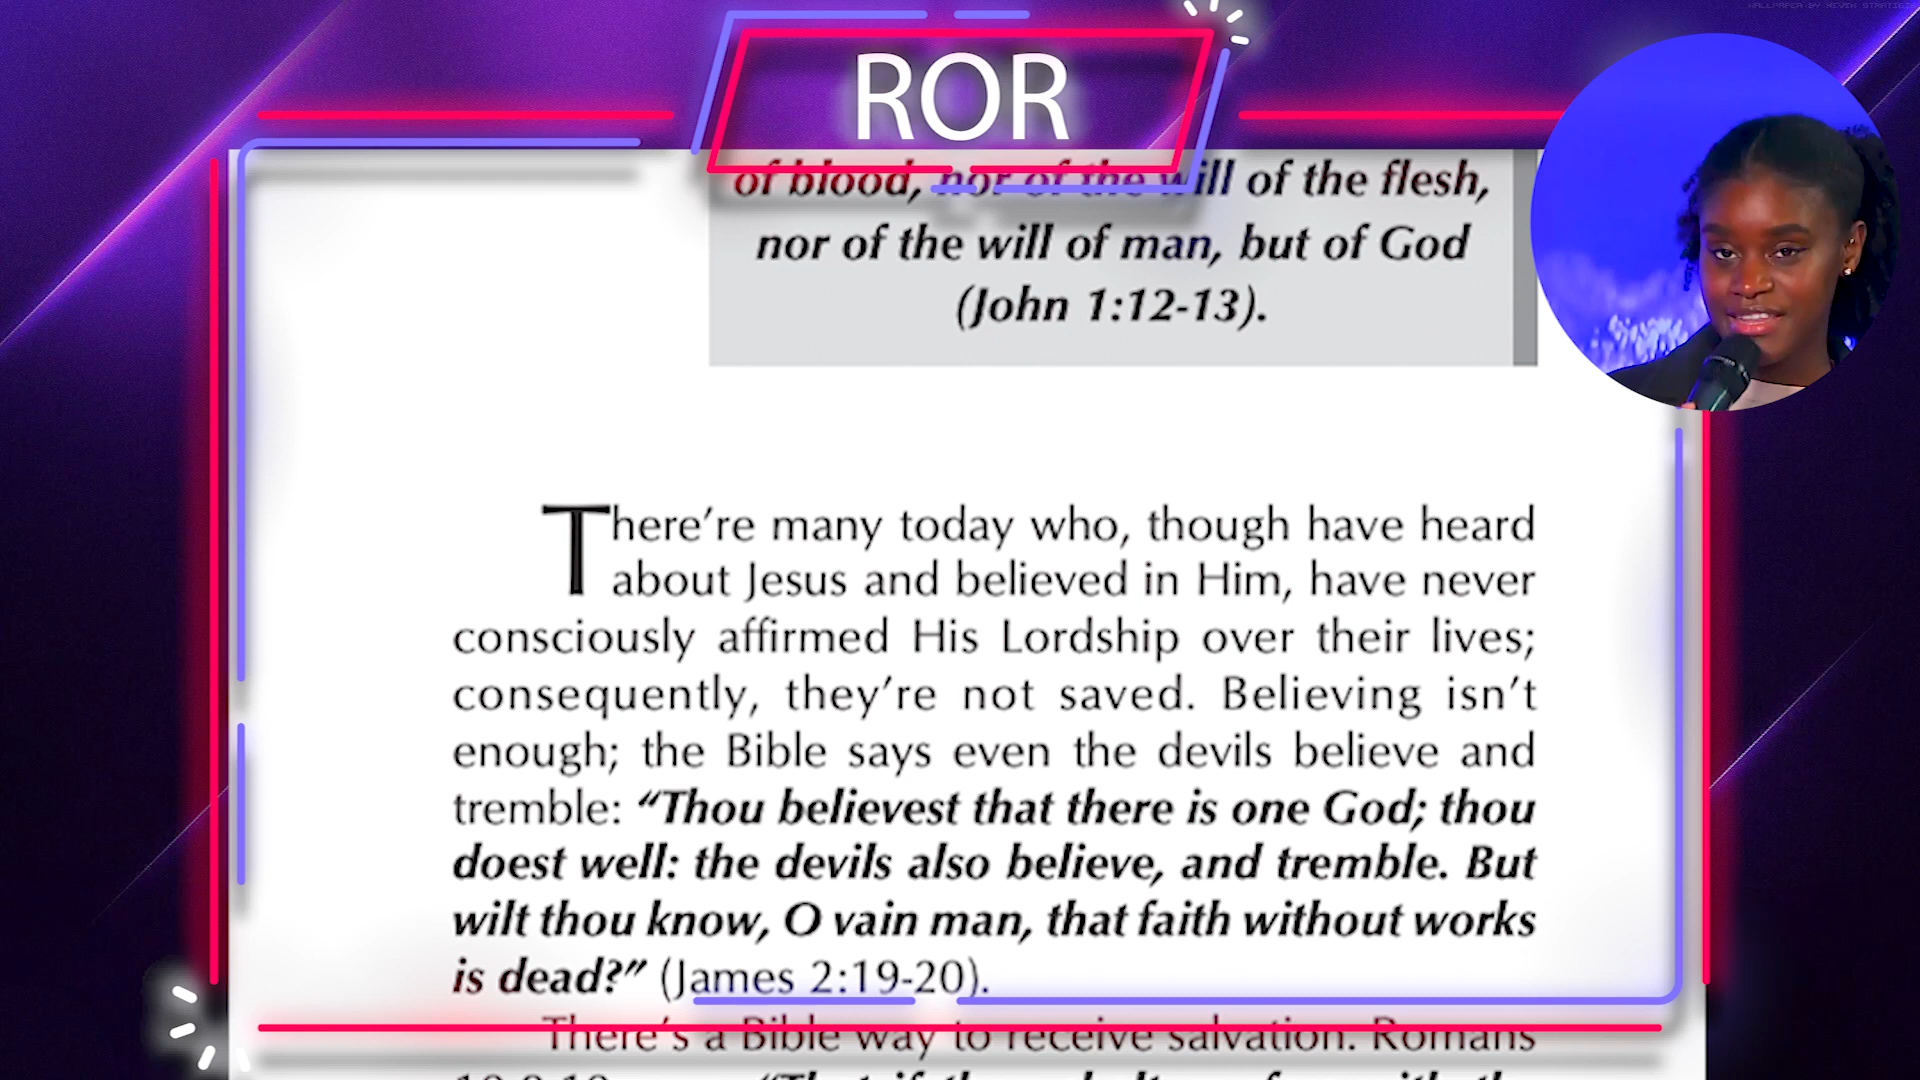 WALLPAPER BY KEVIN STRATIGIS
ROR
of blood, nor of the will of the flesh,
nor of the will of man, but of God
(John 1:12-13).
There’re many today who, though have heard
about Jesus and believed in Him, have never
consciously affirmed His Lordship over their lives;
consequently, they’re not saved. Believing isn’t
enough; the Bible says even the devils believe and
tremble: “Thou believest that there is one God; thou
doest well: the devils also believe, and tremble. But
wilt thou know, O vain man, that faith without works
is dead?” (James 2:19-20).
There’s a Bible way to receive salvation. Romans